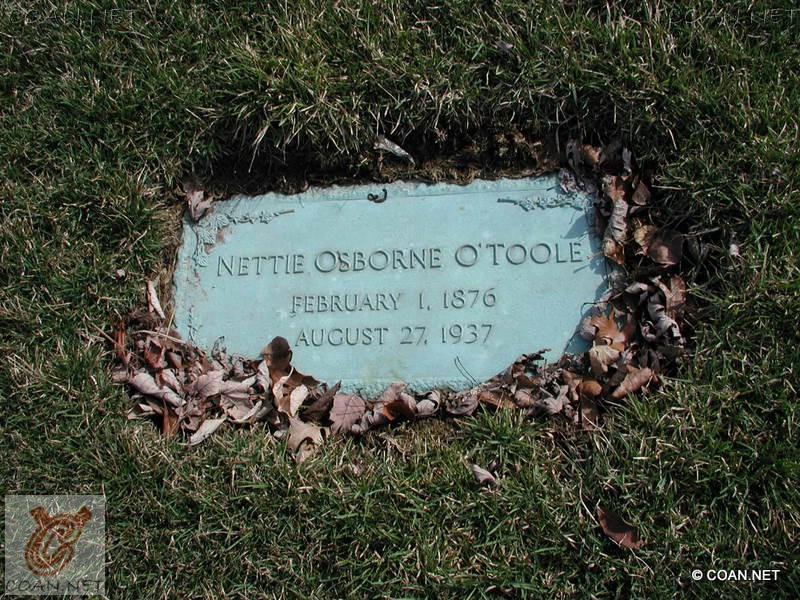 NETTIE OSBORNE O'TOOLE
FEBRUARY 1, 1876
AUGUST 27, 1937
COAN.NET
© COAN.NET